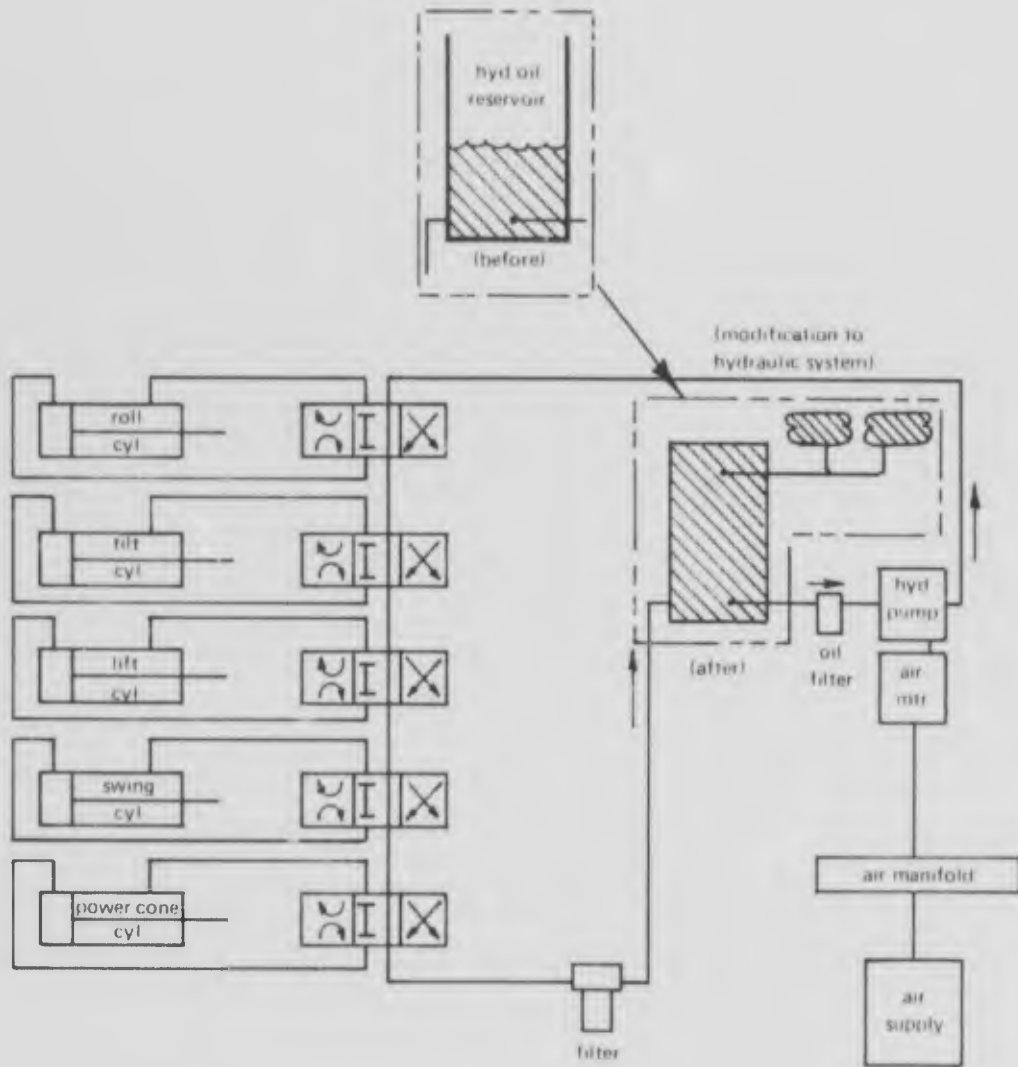 hyd oil
reservoir
(before)
(modification to
hydraulic system)
roll
cyl
tilt
cyl
lift
cyl
swing
cyl
power cone
cyl
(after)
oil
filter
hyd
pump
air
mtr
air manifold
air
supply
filter